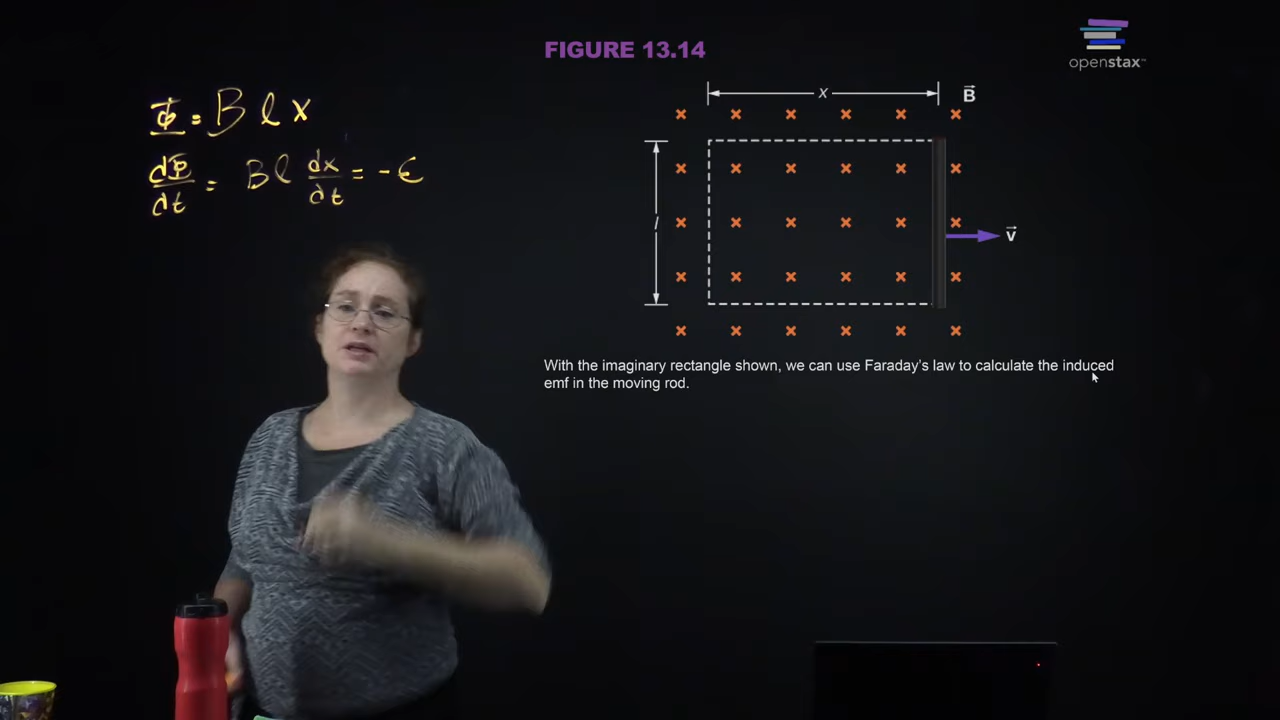 FIGURE 13.14
openstax™
Φ = B l x
dΦ/dt = B l dx/dt = - ε
x
B⃗
l
v⃗
With the imaginary rectangle shown, we can use Faraday's law to calculate the induced
emf in the moving rod.